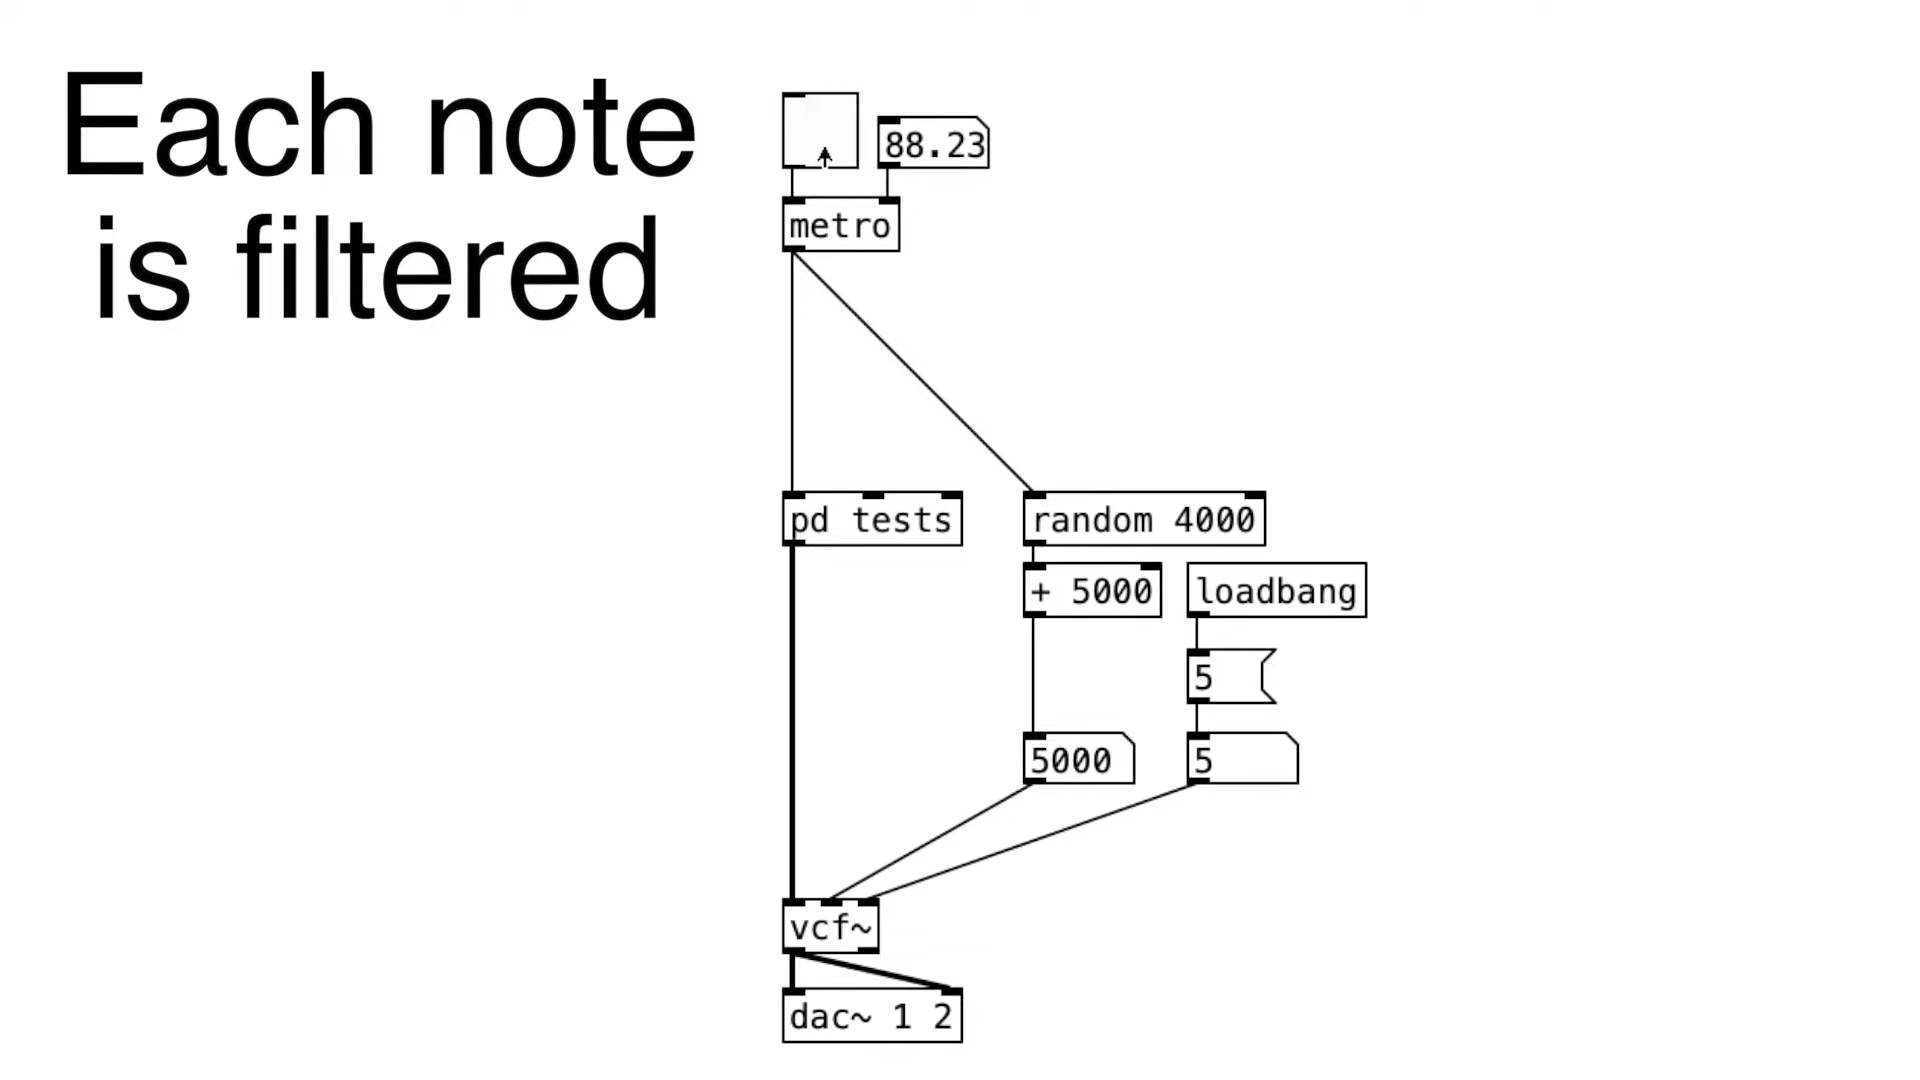 Each note
is filtered
88.23
metro
pd tests
random 4000
+ 5000
loadbang
5
5000
5
vcf~
dac~ 1 2